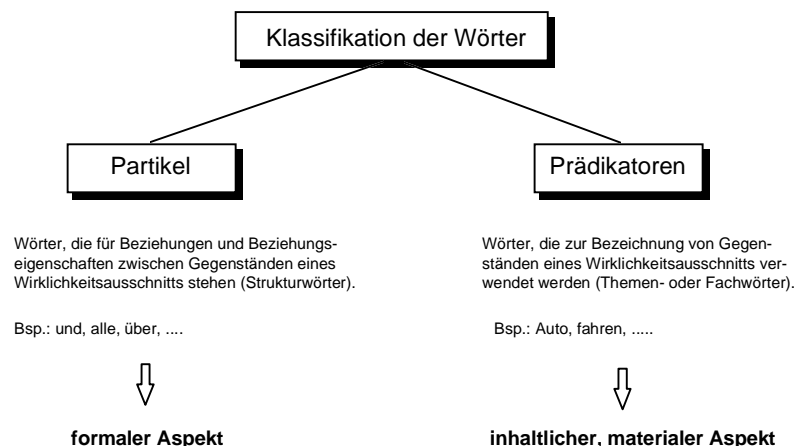 Klassifikation der Wörter
Partikel
Wörter, die für Beziehungen und Beziehungs-
eigenschaften zwischen Gegenständen eines
Wirklichkeitsausschnitts stehen (Strukturwörter).
Bsp.: und, alle, über, ....
formaler Aspekt
Prädikatoren
Wörter, die zur Bezeichnung von Gegen-
ständen eines Wirklichkeitsausschnitts ver-
wendet werden (Themen- oder Fachwörter).
Bsp.: Auto, fahren, .....
inhaltlicher, materialer Aspekt